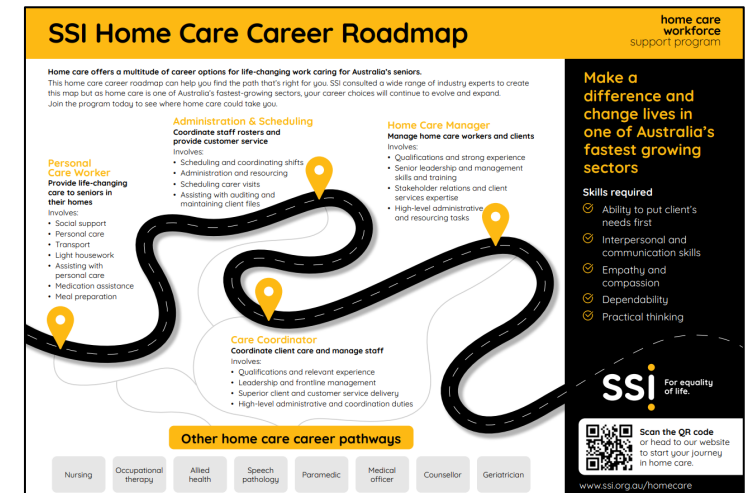 SSI Home Care Career Roadmap
home care
workforce
support program
Home care offers a multitude of career options for life-changing work caring for Australia's seniors.
This home care career roadmap can help you find the path that's right for you. SSI consulted a wide range of industry experts to create
this map but as home care is one of Australia's fastest-growing sectors, your career choices will continue to evolve and expand.
Join the program today to see where home care could take you.
Personal
Care Worker
Provide life-changing
care to seniors in
their homes
Involves:
• Social support
• Personal care
• Transport
• Light housework
• Assisting with
personal care
• Medication assistance
• Meal preparation
Administration & Scheduling
Coordinate staff rosters and
provide customer service
Involves:
• Scheduling and coordinating shifts
• Administration and resourcing
• Scheduling carer visits
• Assisting with auditing and
maintaining client files
Home Care Manager
Manage home care workers and clients
Involves:
• Qualifications and strong experience
• Senior leadership and management
skills and training
• Stakeholder relations and client
services expertise
• High-level administrative
and resourcing tasks
Care Coordinator
Coordinate client care and manage staff
Involves:
• Qualifications and relevant experience
• Leadership and frontline management
• Superior client and customer service delivery
• High-level administrative and coordination duties
Other home care career pathways
Nursing
Occupational
therapy
Allied
health
Speech
pathology
Paramedic
Medical
officer
Counsellor
Geriatrician
Make a
difference and
change lives in
one of Australia's
fastest growing
sectors
Skills required
Ability to put client's
needs first
Interpersonal and
communication skills
Empathy and
compassion
Dependability
Practical thinking
SSI
For equality
of life.
Scan the QR code
or head to our website
to start your journey
in home care.
www.ssi.org.au/homecare